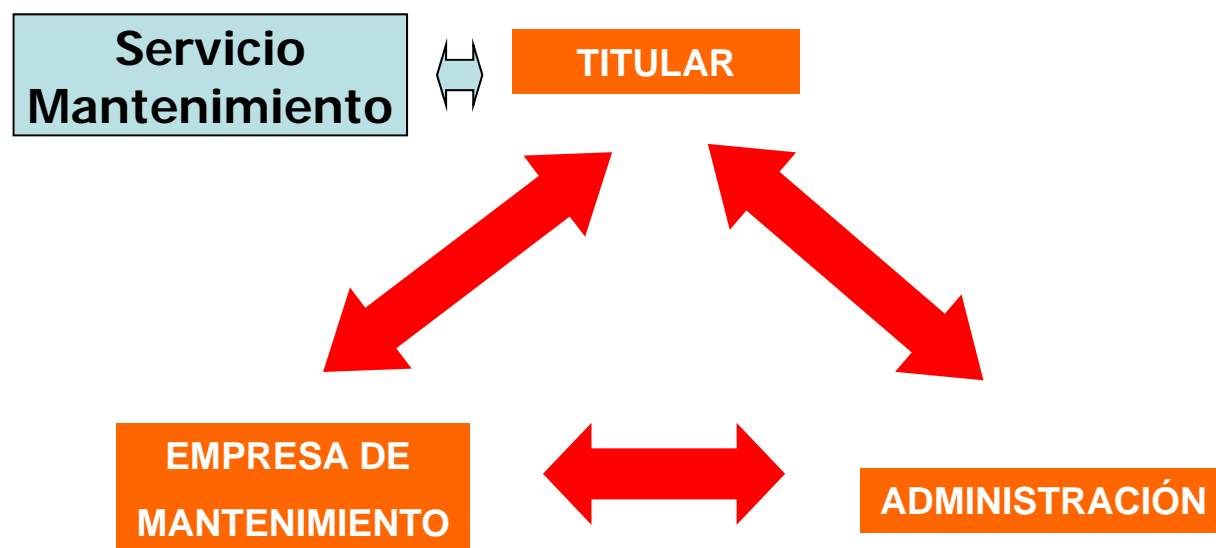 Servicio
Mantenimiento
TITULAR
EMPRESA DE
MANTENIMIENTO
ADMINISTRACIÓN